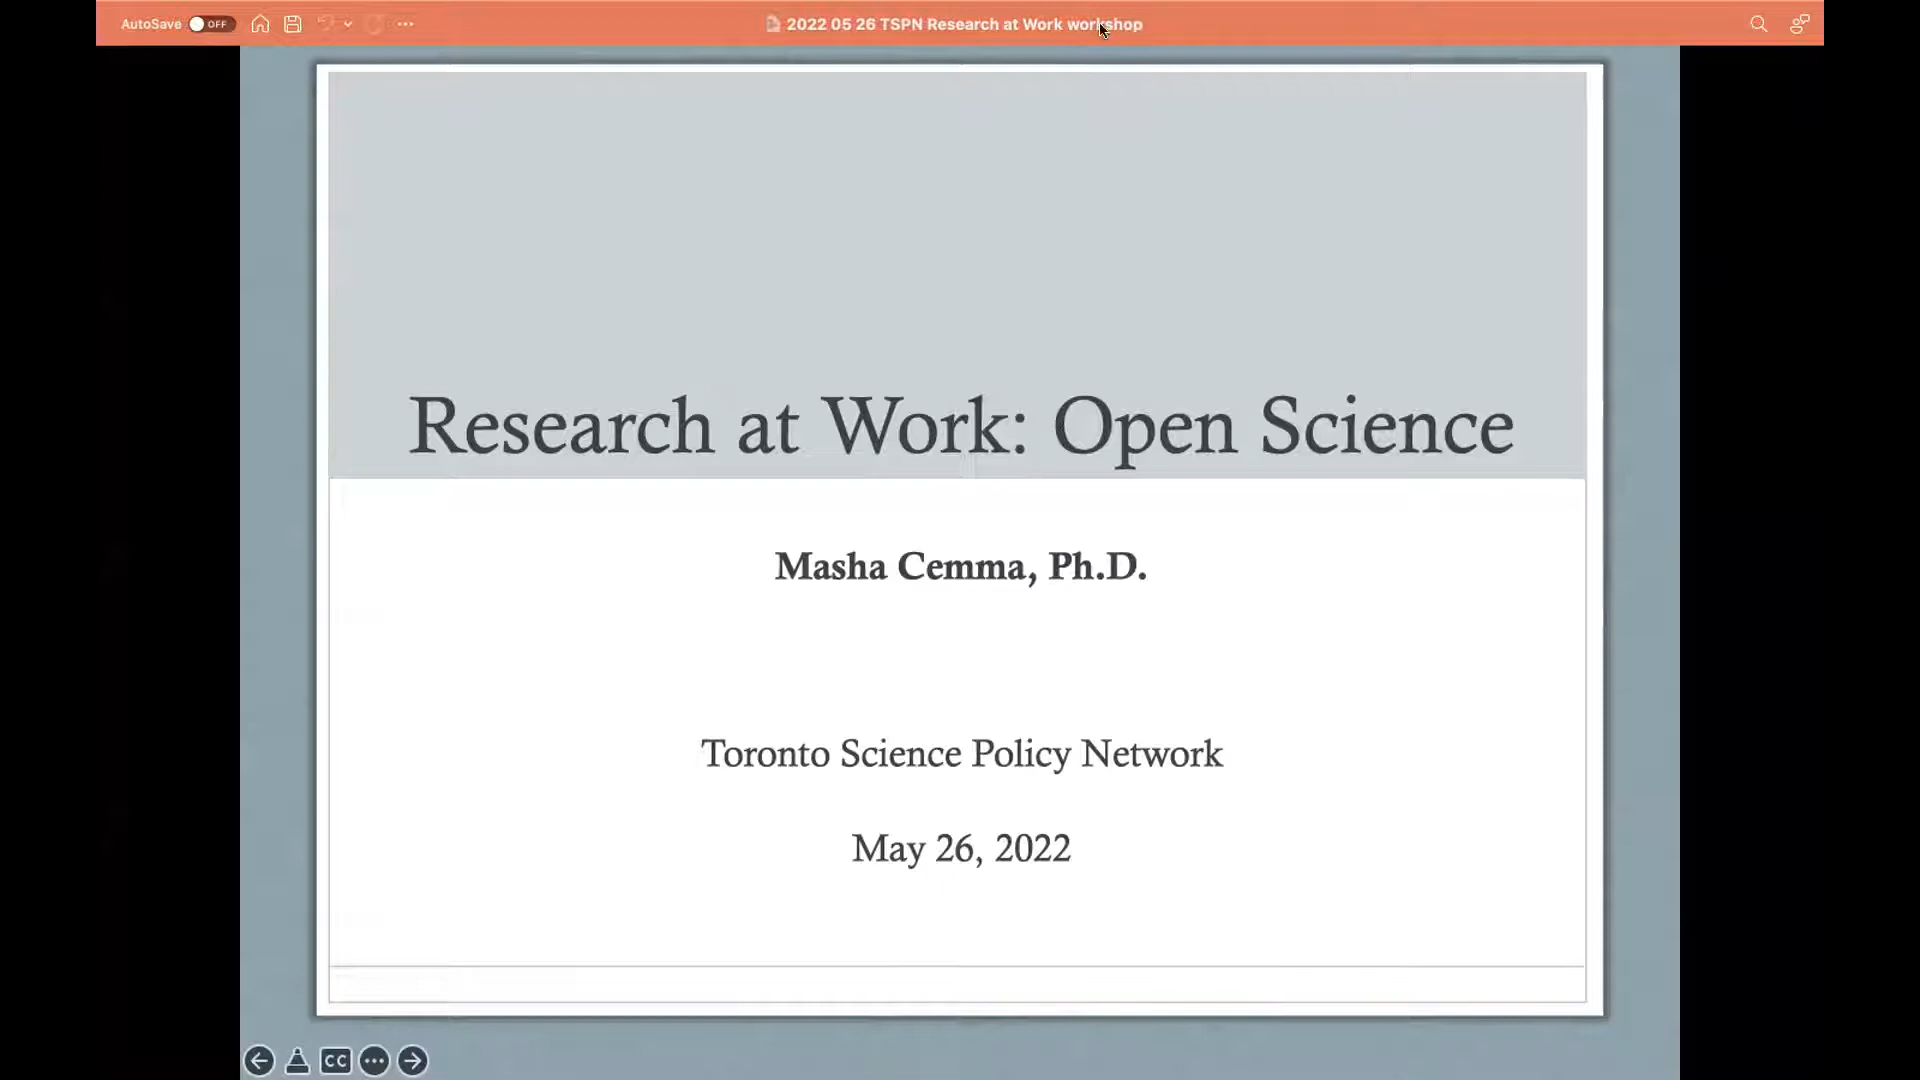 AutoSave OFF 2022 05 26 TSPN Research at Work workshop
Research at Work: Open Science
Masha Cemma, Ph.D.
Toronto Science Policy Network
May 26, 2022
CC